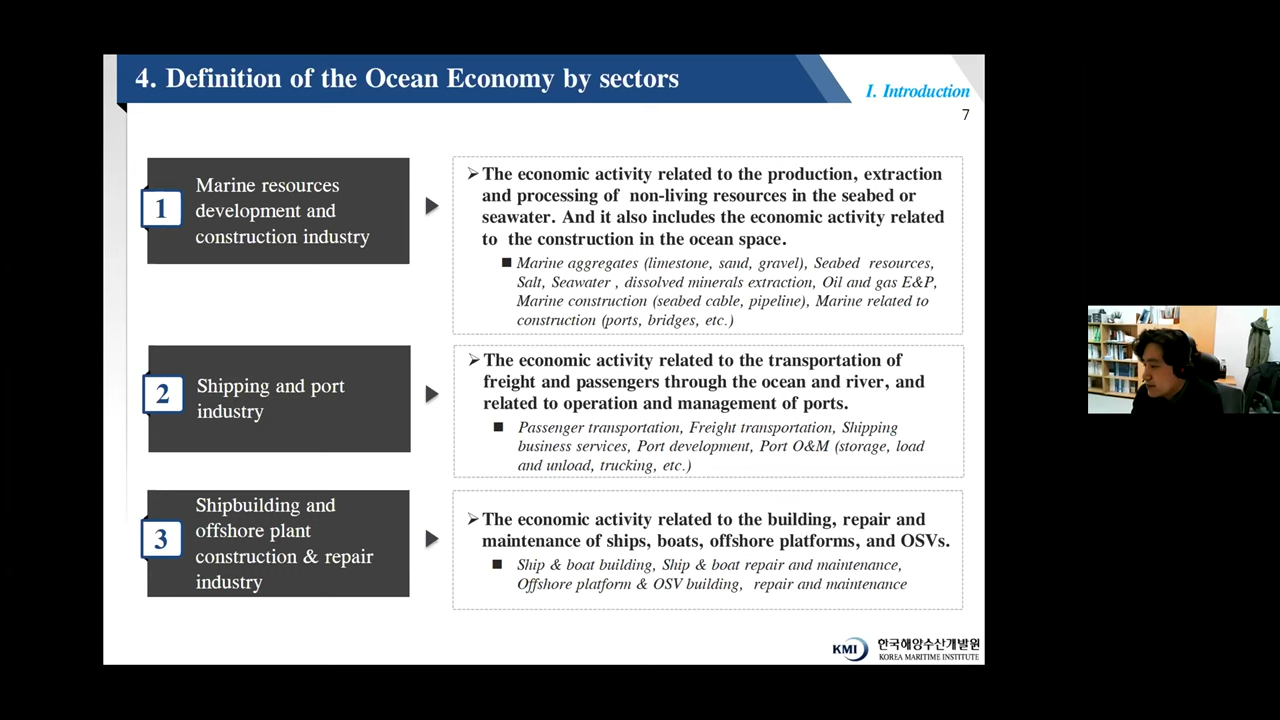 4. Definition of the Ocean Economy by sectors
I. Introduction
7
1
Marine resources
development and
construction industry
➢The economic activity related to the production, extraction
and processing of non-living resources in the seabed or
seawater. And it also includes the economic activity related
to the construction in the ocean space.
■ Marine aggregates (limestone, sand, gravel), Seabed resources,
Salt, Seawater , dissolved minerals extraction, Oil and gas E&P,
Marine construction (seabed cable, pipeline), Marine related to
construction (ports, bridges, etc.)
2
Shipping and port
industry
➢The economic activity related to the transportation of
freight and passengers through the ocean and river, and
related to operation and management of ports.
■ Passenger transportation, Freight transportation, Shipping
business services, Port development, Port O&M (storage, load
and unload, trucking, etc.)
3
Shipbuilding and
offshore plant
construction & repair
industry
➢The economic activity related to the building, repair and
maintenance of ships, boats, offshore platforms, and OSVs.
■ Ship & boat building, Ship & boat repair and maintenance,
Offshore platform & OSV building, repair and maintenance
KMI 한국해양수산개발원
KOREA MARITIME INSTITUTE